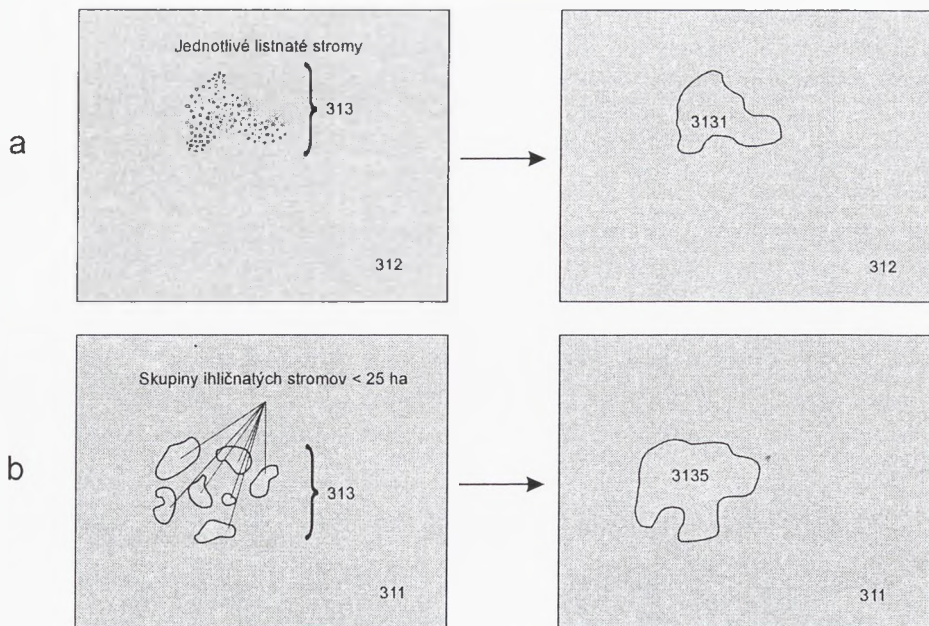 Jednotlivé listnaté stromy
a
313
3131
312
312
Skupiny ihličnatých stromov < 25 ha
b
313
3135
311
311